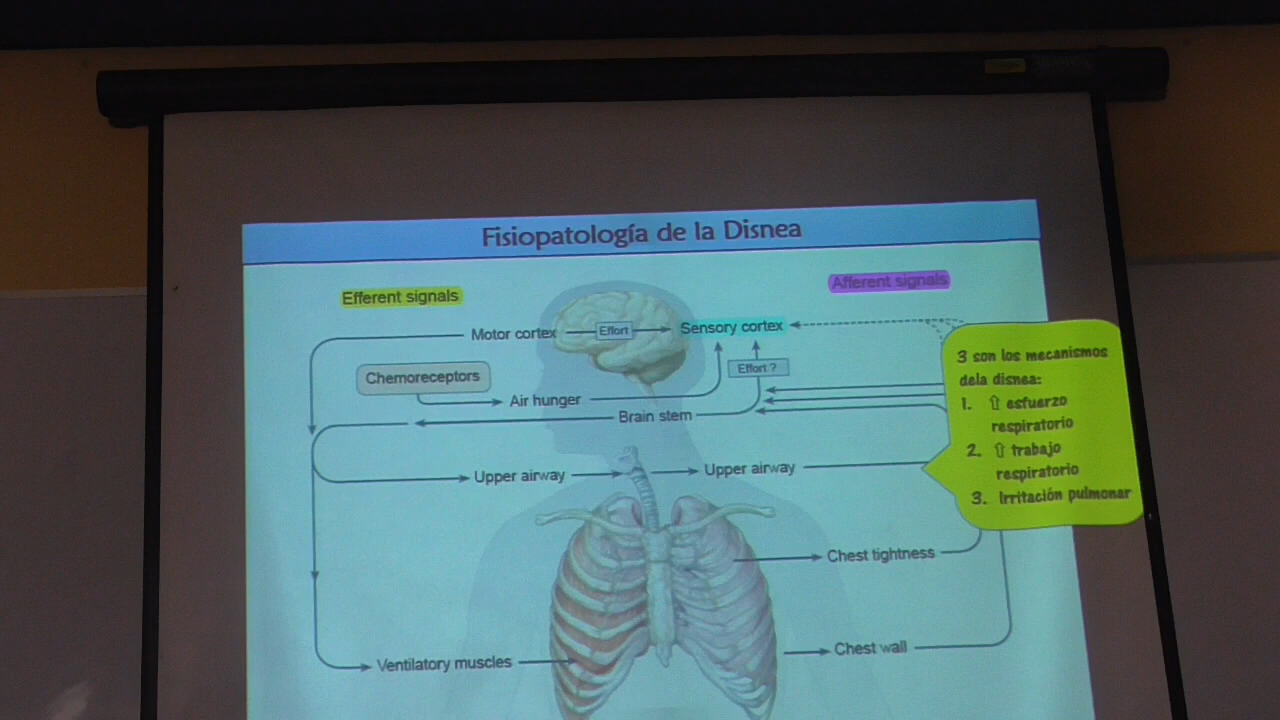 Fisiopatología de la Disnea
Efferent signals
Afferent signals
Motor cortex
Effort
Sensory cortex
Chemoreceptors
Effort ?
Air hunger
Brain stem
Upper airway
Upper airway
Chest tightness
Ventilatory muscles
Chest wall
3 son los mecanismos
dela disnea:
1. ⇧ esfuerzo
respiratorio
2. ⇧ trabajo
respiratorio
3. Irritación pulmonar